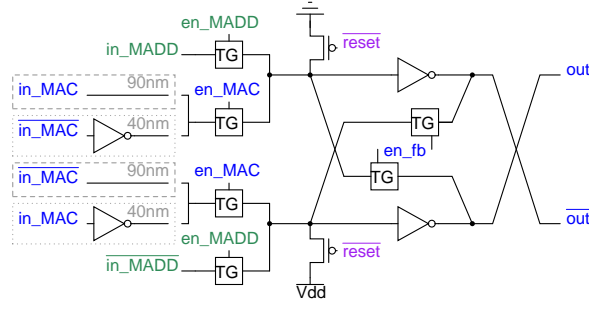 en_MADD
in_MADD
TG
reset
in_MAC
90nm
en_MAC
out
in_MAC
40nm
TG
TG
en_fb
in_MAC
90nm
en_MAC
TG
in_MAC
40nm
TG
out
en_MADD
in_MADD
TG
reset
Vdd